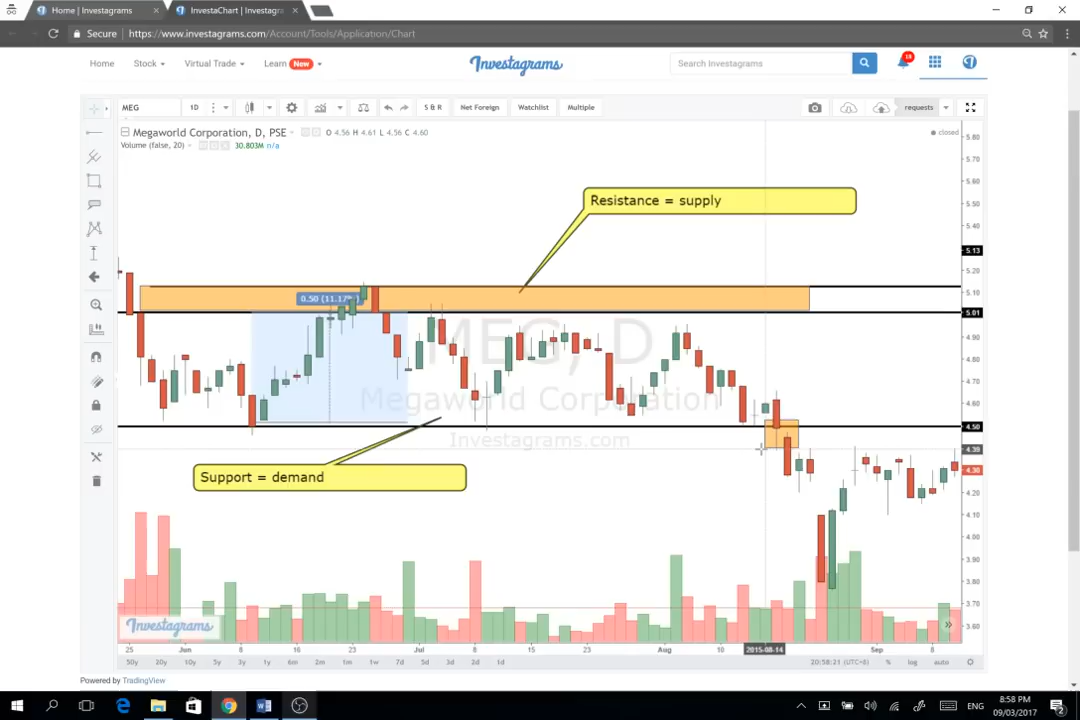 Home | Investagrams
InvestaChart | Investagr
Secure
https://www.investagrams.com/Account/Tools/Application/Chart
Home
Stock
Virtual Trade
Learn
New
Investagrams
Search Investagrams
18
MEG
1D
S & R
Net Foreign
Watchlist
Multiple
requests
Megaworld Corporation, D, PSE
O 4.56 H 4.61 L 4.56 C 4.60
closed
Volume (false, 20)
30.803M n/a
5.80
5.70
5.60
5.50
5.40
5.30
5.20
5.10
4.90
4.80
4.70
4.60
4.20
4.10
4.00
3.90
3.80
3.70
3.60
5.13
5.01
4.50
4.39
4.30
Resistance = supply
0.50 (11.17%)
MEG, D
Megaworld Corporation
Investagrams.com
Support = demand
Investagrams
25
Jun
8
16
23
Jul
8
15
23
Aug
10
2015-08-14
Sep
8
50y
20y
10y
5y
3y
1y
6m
2m
1m
1w
7d
5d
3d
2d
1d
20:58:21 (UTC+8)
%
log
auto
Powered by TradingView
ENG
8:58 PM
09/03/2017
2